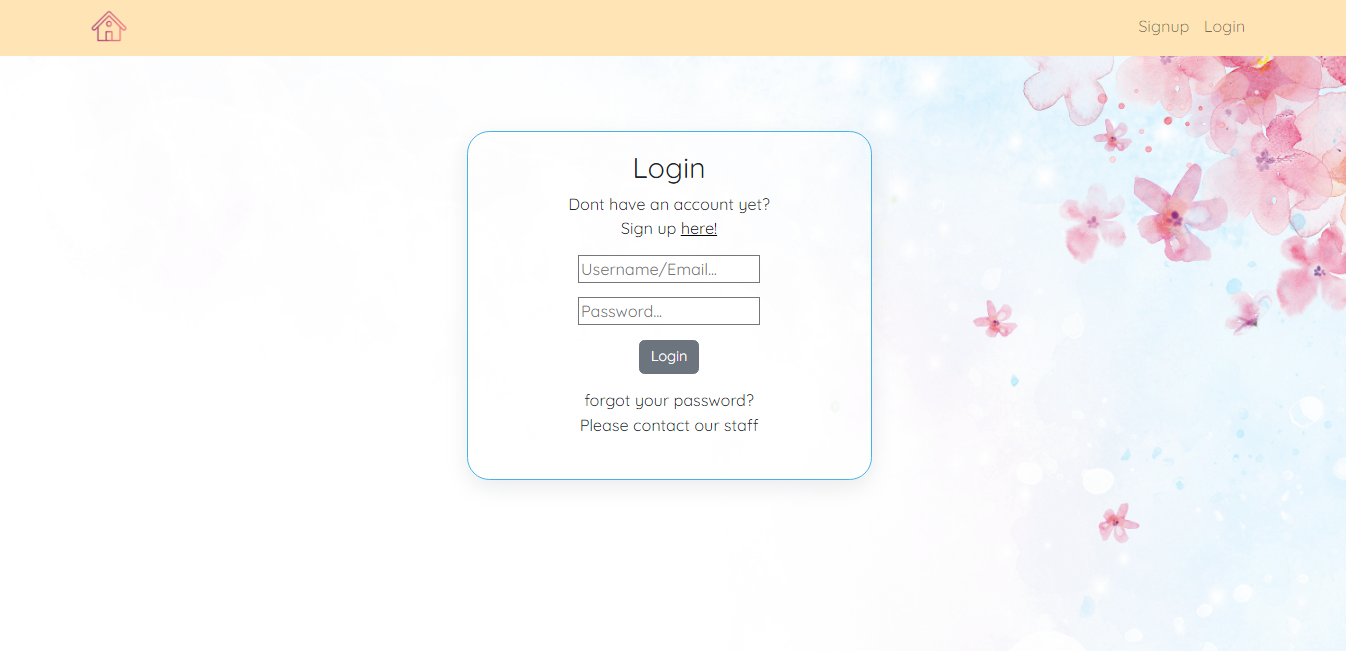 Signup Login
Login
Dont have an account yet?
Sign up here!
Username/Email...
Password...
Login
forgot your password?
Please contact our staff